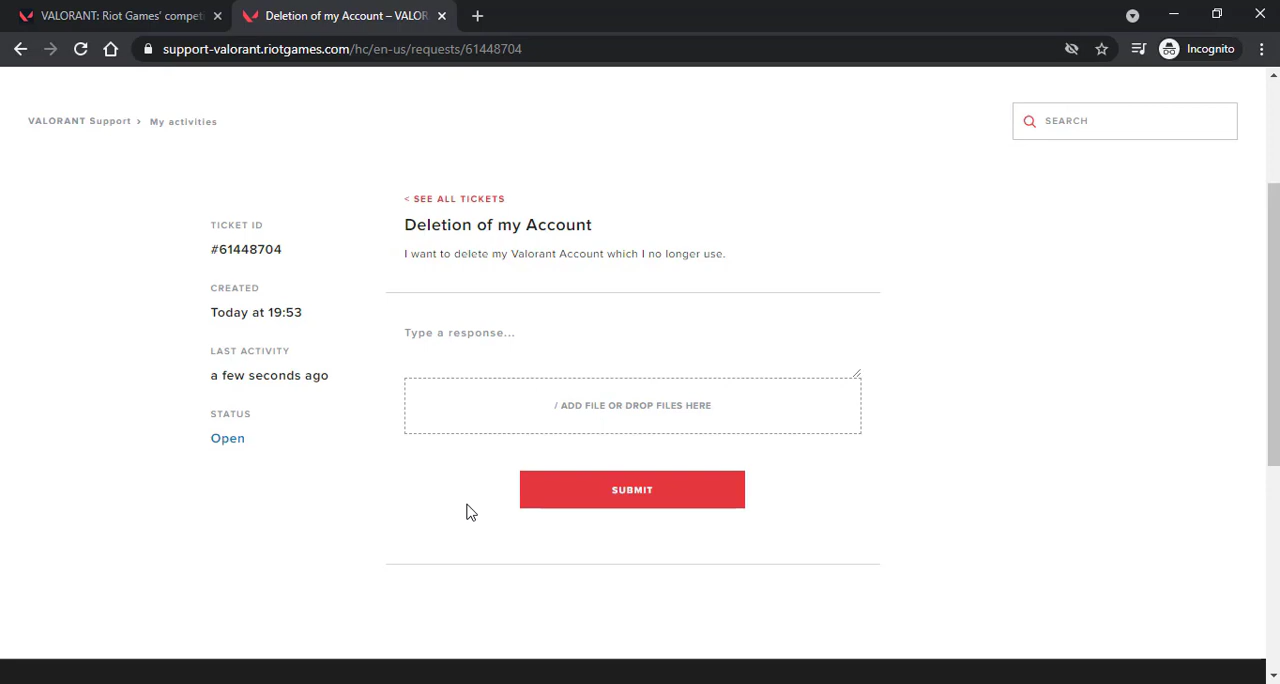 VALORANT: Riot Games' competi
Deletion of my Account – VALOR
support-valorant.riotgames.com/hc/en-us/requests/61448704
Incognito
VALORANT Support › My activities
SEARCH
< SEE ALL TICKETS
TICKET ID
Deletion of my Account
#61448704
I want to delete my Valorant Account which I no longer use.
CREATED
Today at 19:53
Type a response...
LAST ACTIVITY
a few seconds ago
/ ADD FILE OR DROP FILES HERE
STATUS
Open
SUBMIT